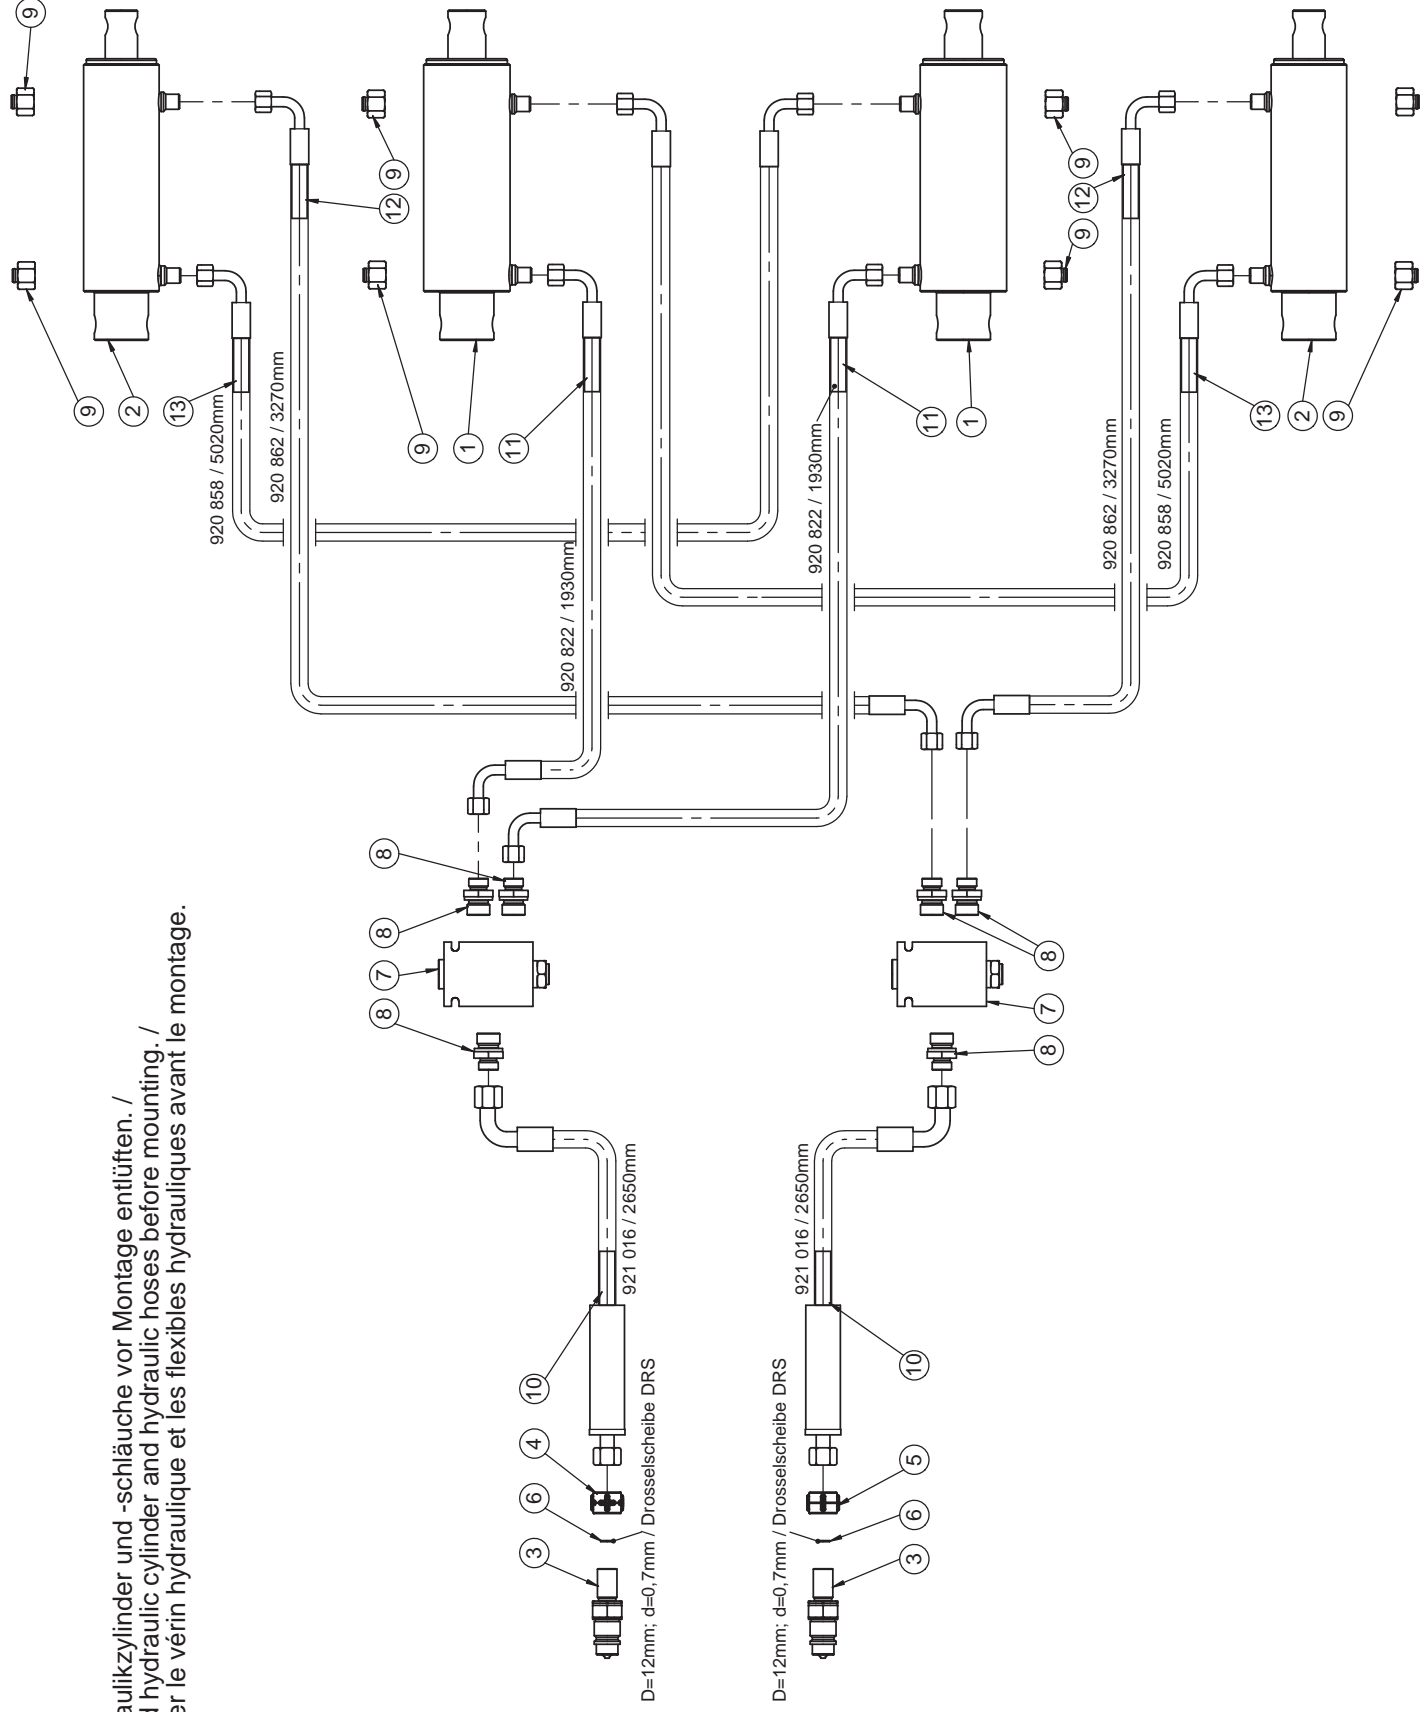 aulikzylinder und -schläuche vor Montage entlüften. /
d hydraulic cylinder and hydraulic hoses before mounting. /
er le vérin hydraulique et les flexibles hydrauliques avant le montage.
9
9
2
13
920 858 / 5020mm
920 862 / 3270mm
12
9
9
1
11
920 822 / 1930mm
920 822 / 1930mm
11
1
9
12
9
920 862 / 3270mm
920 858 / 5020mm
13
2
9
8
8
7
8
8
7
8
921 016 / 2650mm
921 016 / 2650mm
10
10
4
6
3
D=12mm; d=0,7mm / Drosselscheibe DRS
D=12mm; d=0,7mm / Drosselscheibe DRS
5
6
3